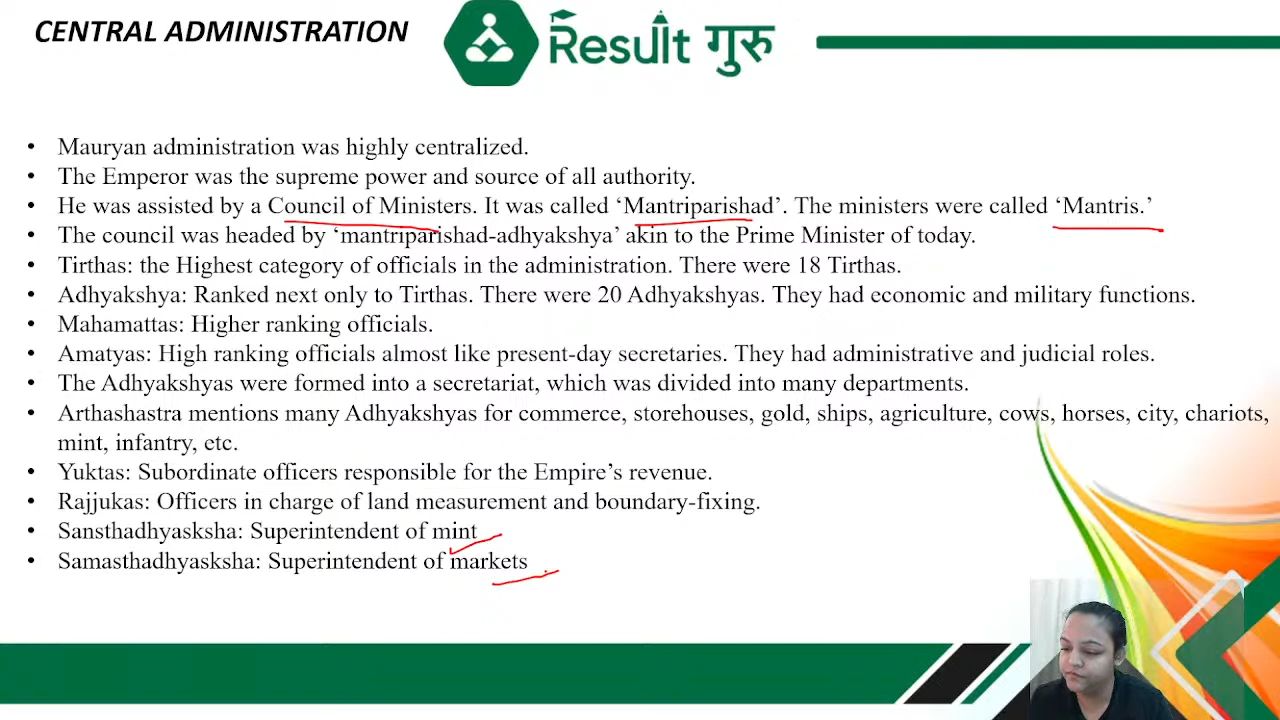 CENTRAL ADMINISTRATION
Result गुरु
• Mauryan administration was highly centralized.
• The Emperor was the supreme power and source of all authority.
• He was assisted by a Council of Ministers. It was called ‘Mantriparishad’. The ministers were called ‘Mantris.’
• The council was headed by ‘mantriparishad-adhyakshya’ akin to the Prime Minister of today.
• Tirthas: the Highest category of officials in the administration. There were 18 Tirthas.
• Adhyakshya: Ranked next only to Tirthas. There were 20 Adhyakshyas. They had economic and military functions.
• Mahamattas: Higher ranking officials.
• Amatyas: High ranking officials almost like present-day secretaries. They had administrative and judicial roles.
• The Adhyakshyas were formed into a secretariat, which was divided into many departments.
• Arthashastra mentions many Adhyakshyas for commerce, storehouses, gold, ships, agriculture, cows, horses, city, chariots,
mint, infantry, etc.
• Yuktas: Subordinate officers responsible for the Empire’s revenue.
• Rajjukas: Officers in charge of land measurement and boundary-fixing.
• Sansthadhyasksha: Superintendent of mint
• Samasthadhyasksha: Superintendent of markets